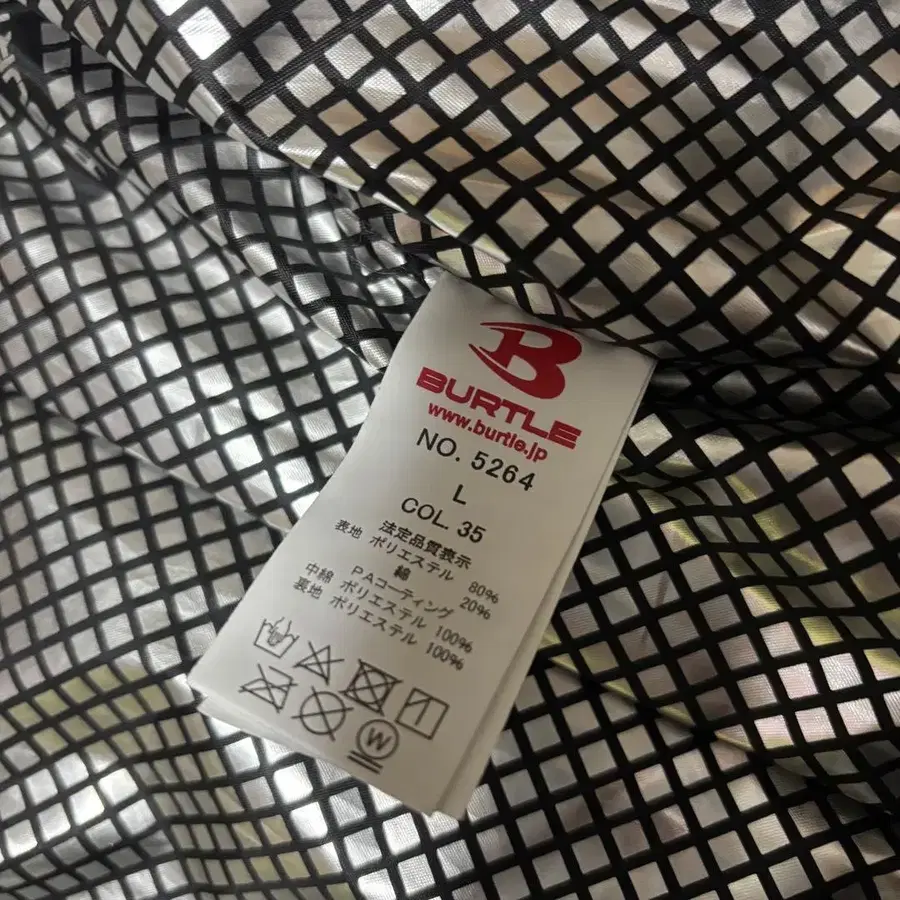 B
BURTLE
www.burtle.jp
NO. 5264
L
COL. 35
法定品質表示
表地 ポリエステル 80%
綿 20%
PAコーティング
中綿 ポリエステル 100%
裏地 ポリエステル 100%
W